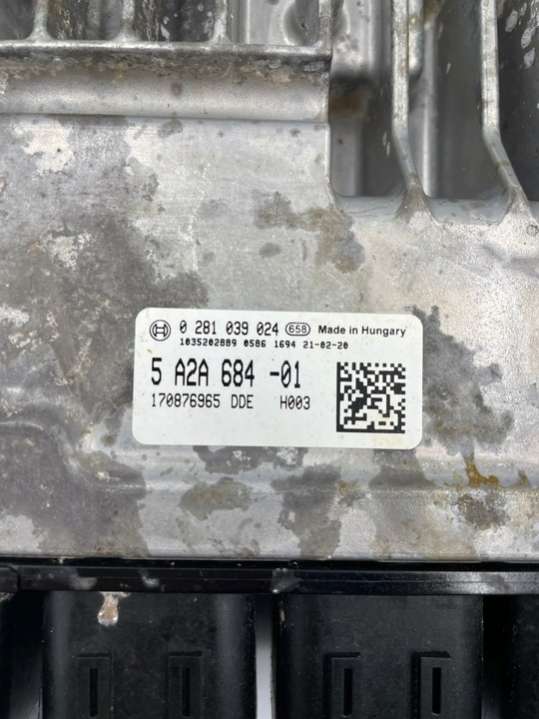 0 281 039 024 658 Made in Hungary
1035202889 0586 1694 21-02-20
5 A2A 684 -01
170876965 DDE H003